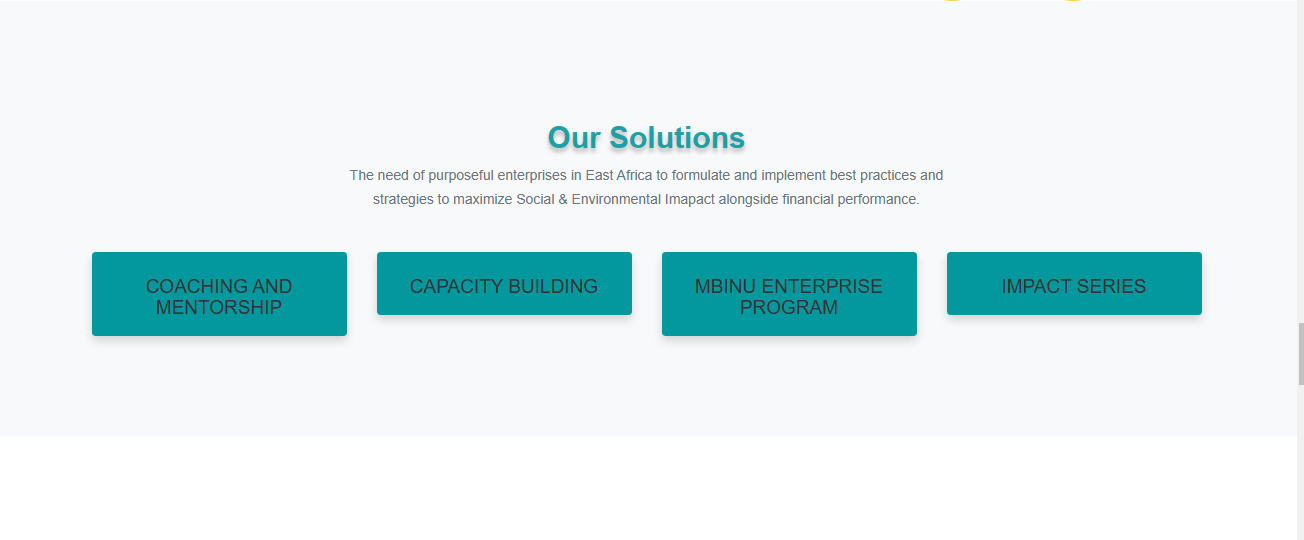 Our Solutions
The need of purposeful enterprises in East Africa to formulate and implement best practices and
strategies to maximize Social & Environmental Imapact alongside financial performance.
COACHING AND
MENTORSHIP
CAPACITY BUILDING
MBINU ENTERPRISE
PROGRAM
IMPACT SERIES